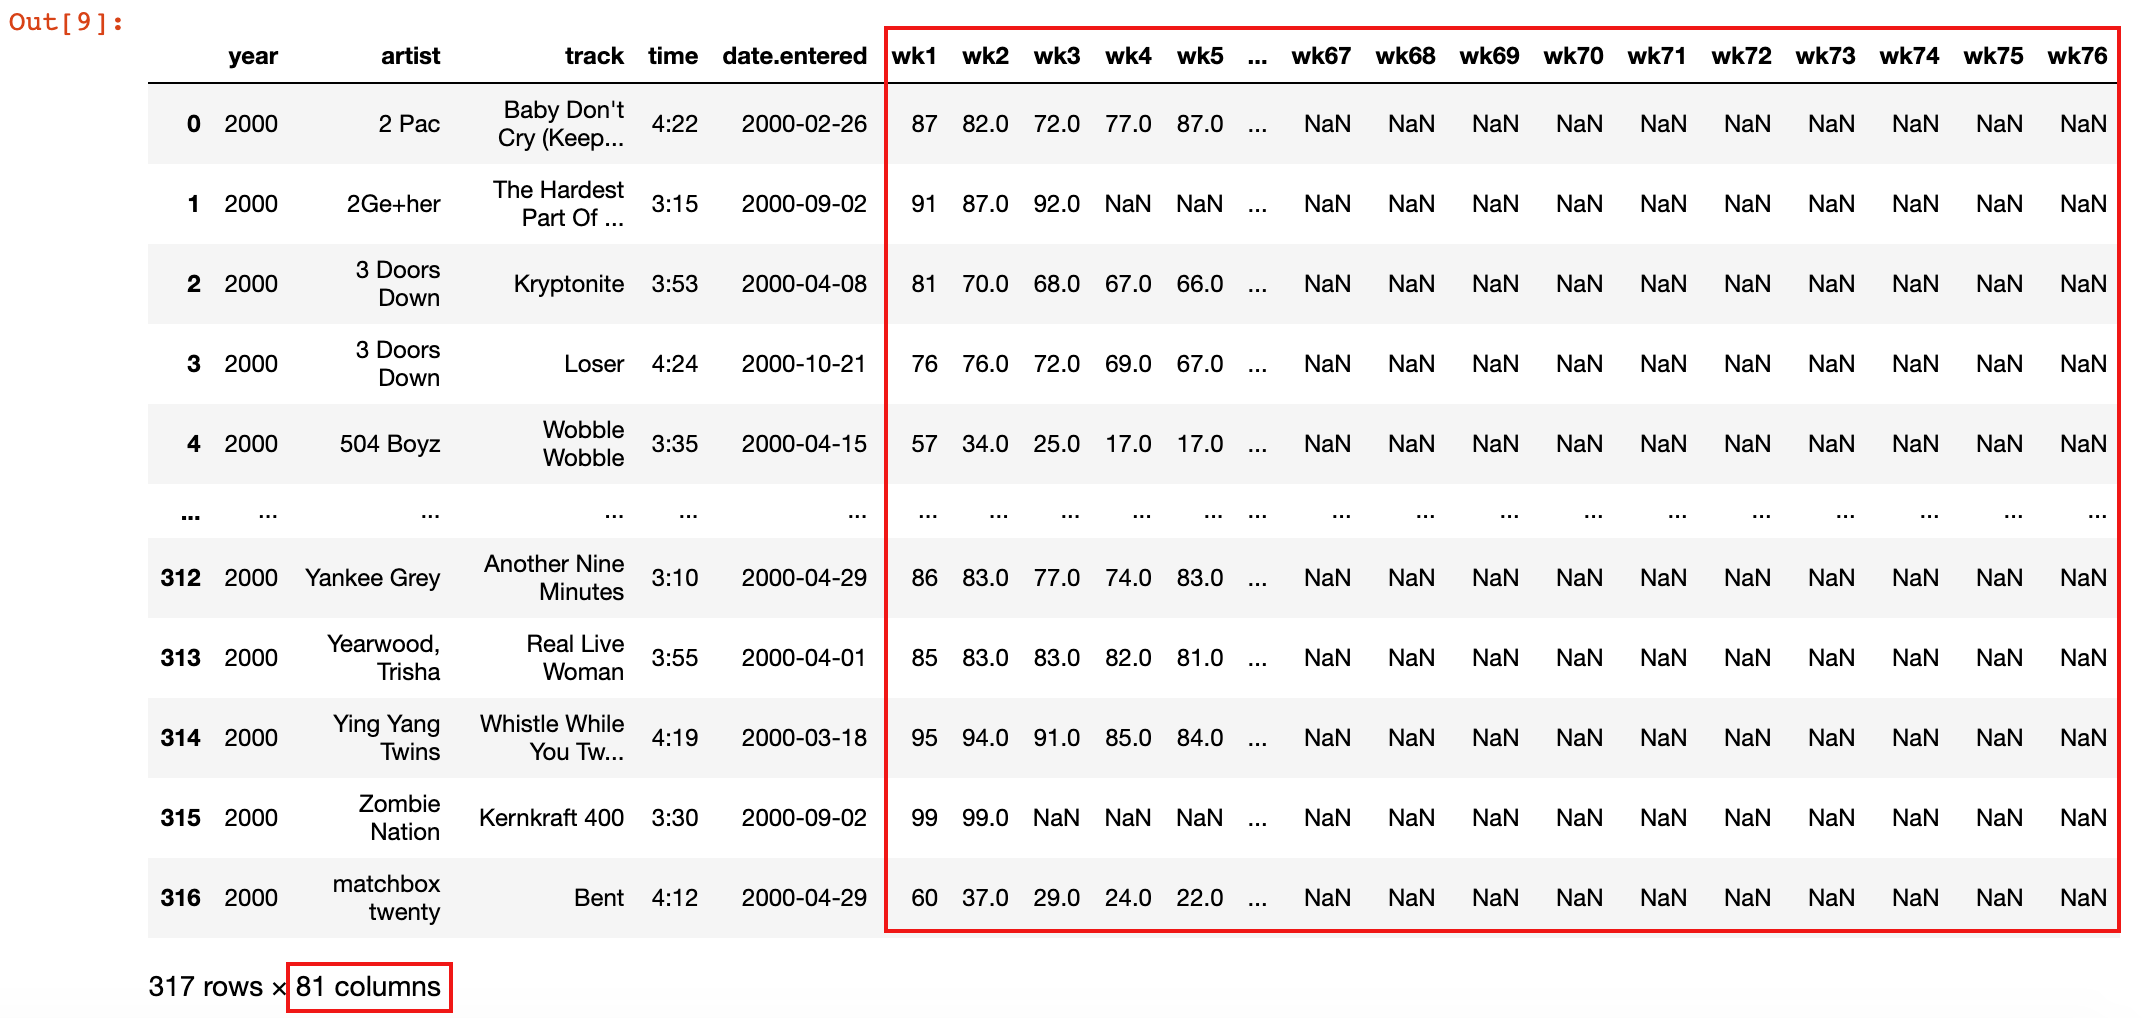 Out[9]:
year artist track time date.entered wk1 wk2 wk3 wk4 wk5 ... wk67 wk68 wk69 wk70 wk71 wk72 wk73 wk74 wk75 wk76
0 2000 2 Pac Baby Don't Cry (Keep... 4:22 2000-02-26 87 82.0 72.0 77.0 87.0 ... NaN NaN NaN NaN NaN NaN NaN NaN NaN NaN
1 2000 2Ge+her The Hardest Part Of ... 3:15 2000-09-02 91 87.0 92.0 NaN NaN ... NaN NaN NaN NaN NaN NaN NaN NaN NaN NaN
2 2000 3 Doors Down Kryptonite 3:53 2000-04-08 81 70.0 68.0 67.0 66.0 ... NaN NaN NaN NaN NaN NaN NaN NaN NaN NaN
3 2000 3 Doors Down Loser 4:24 2000-10-21 76 76.0 72.0 69.0 67.0 ... NaN NaN NaN NaN NaN NaN NaN NaN NaN NaN
4 2000 504 Boyz Wobble Wobble 3:35 2000-04-15 57 34.0 25.0 17.0 17.0 ... NaN NaN NaN NaN NaN NaN NaN NaN NaN NaN
... ... ... ... ... ... ... ... ... ... ... ... ... ... ... ... ... ... ... ... ... ...
312 2000 Yankee Grey Another Nine Minutes 3:10 2000-04-29 86 83.0 77.0 74.0 83.0 ... NaN NaN NaN NaN NaN NaN NaN NaN NaN NaN
313 2000 Yearwood, Trisha Real Live Woman 3:55 2000-04-01 85 83.0 83.0 82.0 81.0 ... NaN NaN NaN NaN NaN NaN NaN NaN NaN NaN
314 2000 Ying Yang Twins Whistle While You Tw... 4:19 2000-03-18 95 94.0 91.0 85.0 84.0 ... NaN NaN NaN NaN NaN NaN NaN NaN NaN NaN
315 2000 Zombie Nation Kernkraft 400 3:30 2000-09-02 99 99.0 NaN NaN NaN ... NaN NaN NaN NaN NaN NaN NaN NaN NaN NaN
316 2000 matchbox twenty Bent 4:12 2000-04-29 60 37.0 29.0 24.0 22.0 ... NaN NaN NaN NaN NaN NaN NaN NaN NaN NaN
317 rows × 81 columns